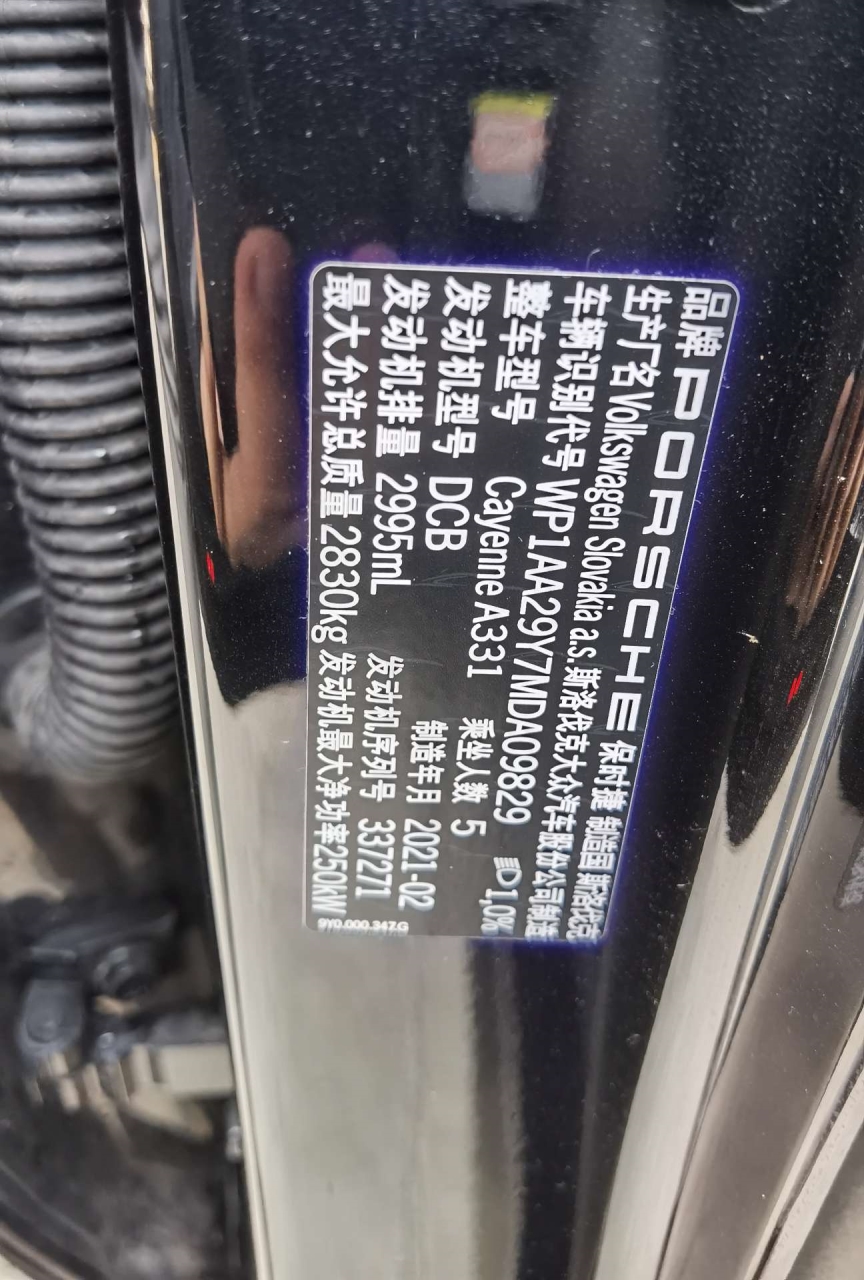 品牌 PORSCHE 保时捷 制造国 斯洛伐克
生产厂名 Volkswagen Slovakia a.s. 斯洛伐克大众汽车股份公司制造
车辆识别代号 WP1AA29Y7MDA09829
整车型号 Cayenne A331 1,0%
发动机型号 DCB 乘坐人数 5
发动机排量 2995mL 制造年月 2021-02
最大允许总质量 2830kg 发动机序列号 337271
发动机最大净功率 250kW
9Y0.000.347.G